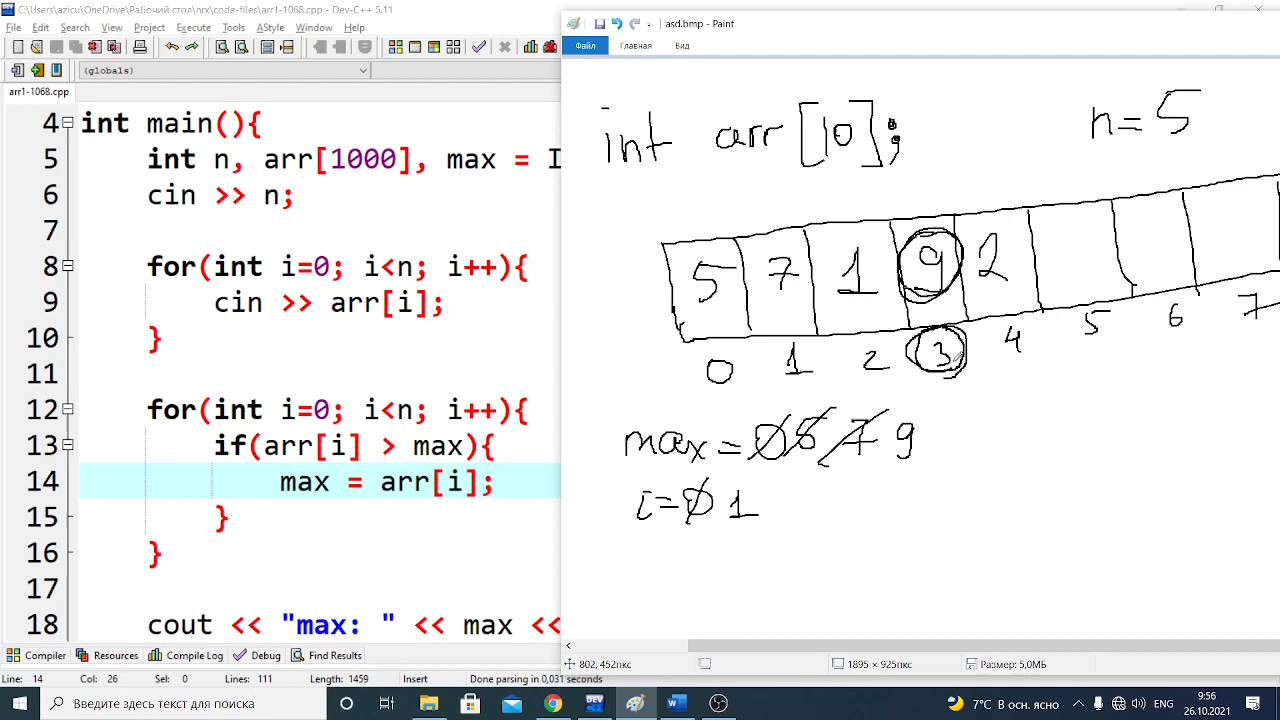 C:\Users\azicu\OneDrive\Рабочий стол\nrx\code-files\arr1-1068.cpp - Dev-C++ 5.11
File Edit Search View Project Execute Tools AStyle Window Help
(globals)
arr1-1068.cpp
4 int main(){
5 int n, arr[1000], max = I
6 cin >> n;
7
8 for(int i=0; i<n; i++){
9 cin >> arr[i];
10 }
11
12 for(int i=0; i<n; i++){
13 if(arr[i] > max){
14 max = arr[i];
15 }
16 }
17
18 cout << "max: " << max <<
Compiler Resources Compile Log Debug Find Results
Line: 14 Col: 26 Sel: 0 Lines: 111 Length: 1459 Insert Done parsing in 0,031 seconds
asd.bmp - Paint
Файл Главная Вид
int arr [10]; n=5
5 7 1 9 2
0 1 2 3 4 5 6 7
max = 0 5 7 9
i=0 1
802, 452пкс 1895 × 925пкс Размер: 5,0МБ
Введите здесь текст для поиска
DEV
7°C В осн. ясно
ENG
9:56
26.10.2021